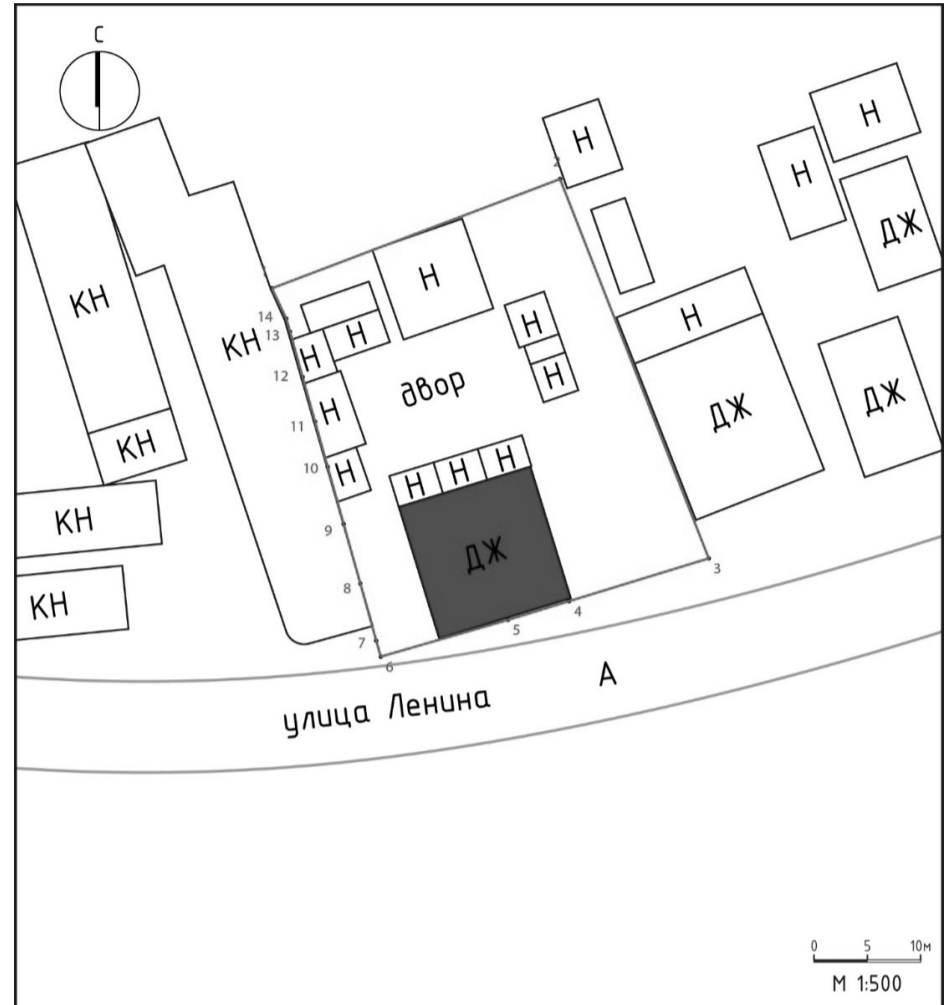 С
Н
2
Н
Н
ДЖ
КН
Н
14
13
КН
Н
Н
Н
Н
12
двор
Н
Н
ДЖ
ДЖ
11
КН
10
Н
Н
Н
Н
КН
9
ДЖ
3
8
КН
4
5
7
6
А
улица Ленина
0 5 10м
М 1:500